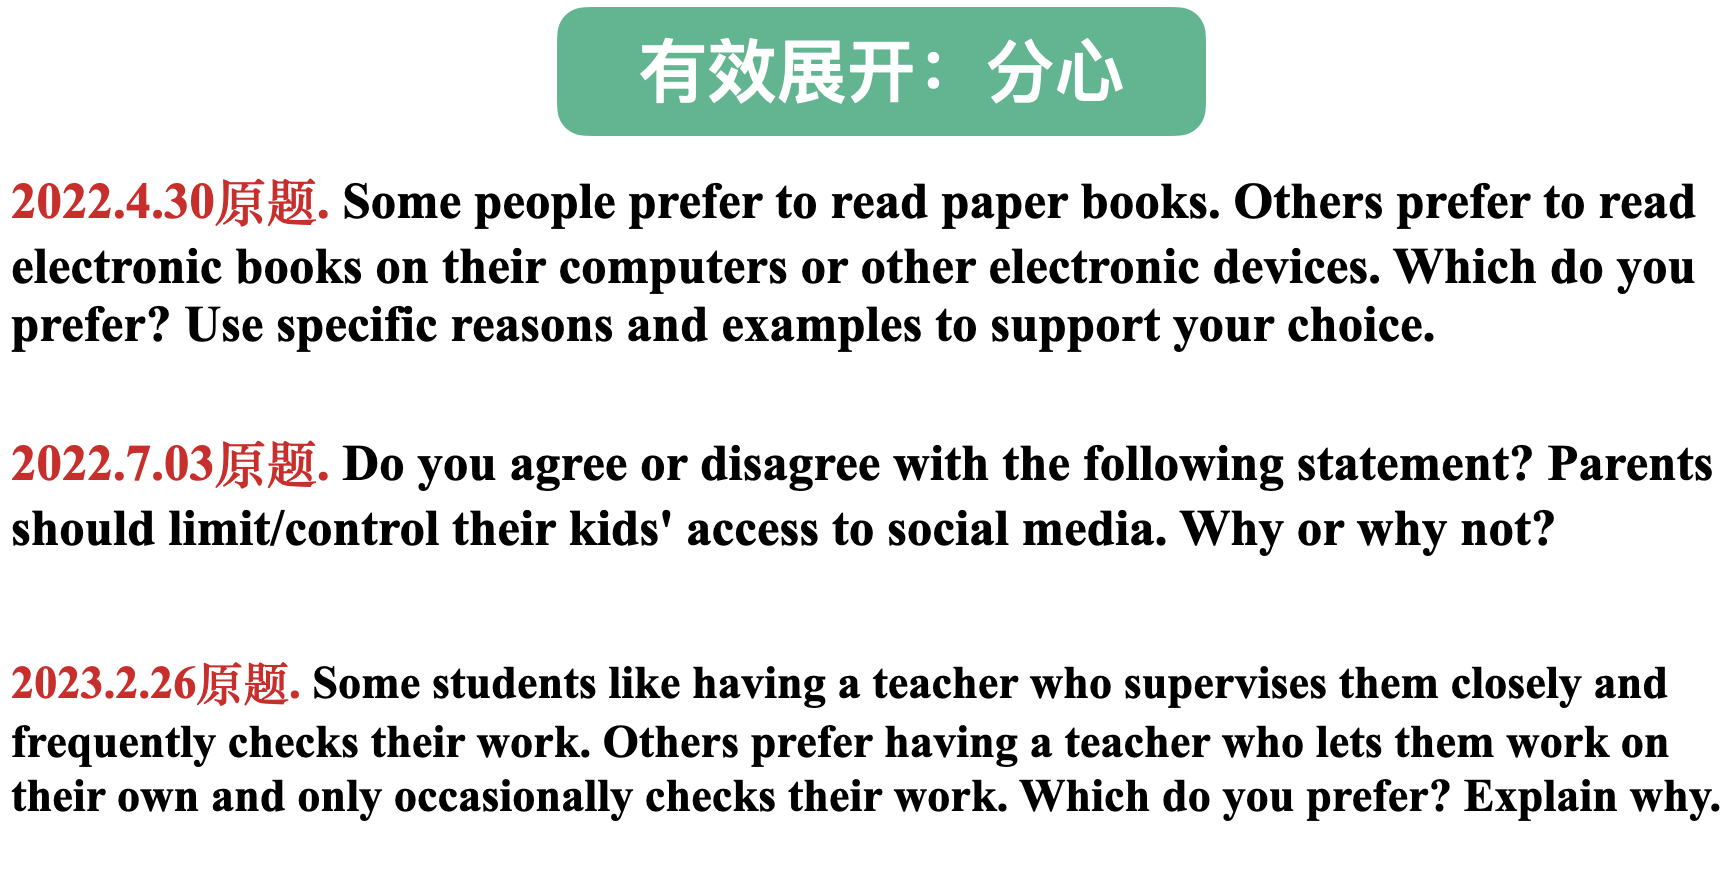 有效展开：分心
2022.4.30原题. Some people prefer to read paper books. Others prefer to read
electronic books on their computers or other electronic devices. Which do you
prefer? Use specific reasons and examples to support your choice.
2022.7.03原题. Do you agree or disagree with the following statement? Parents
should limit/control their kids' access to social media. Why or why not?
2023.2.26原题. Some students like having a teacher who supervises them closely and
frequently checks their work. Others prefer having a teacher who lets them work on
their own and only occasionally checks their work. Which do you prefer? Explain why.